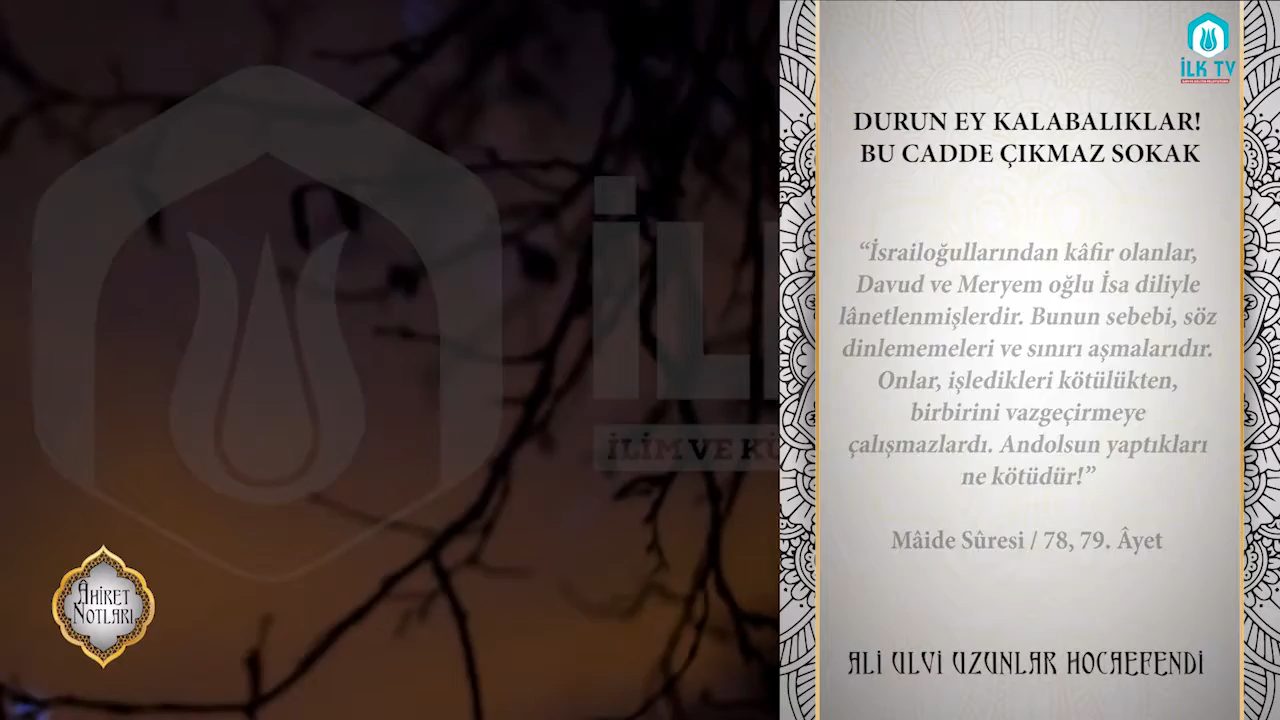 İLK TV
DURUN EY KALABALIKLAR!
BU CADDE ÇIKMAZ SOKAK
“İsrailoğullarından kâfir olanlar,
Davud ve Meryem oğlu İsa diliyle
lânetlenmişlerdir. Bunun sebebi, söz
dinlememeleri ve sınırı aşmalarıdır.
Onlar, işledikleri kötülükten,
birbirini vazgeçirmeye
çalışmazlardı. Andolsun yaptıkları
ne kötüdür!”
Mâide Sûresi / 78, 79. Âyet
ALİ ULVİ UZUNLAR HOCAEFENDİ
İL
İLİM VE KÜ
ÂHİRET
NOTLARI